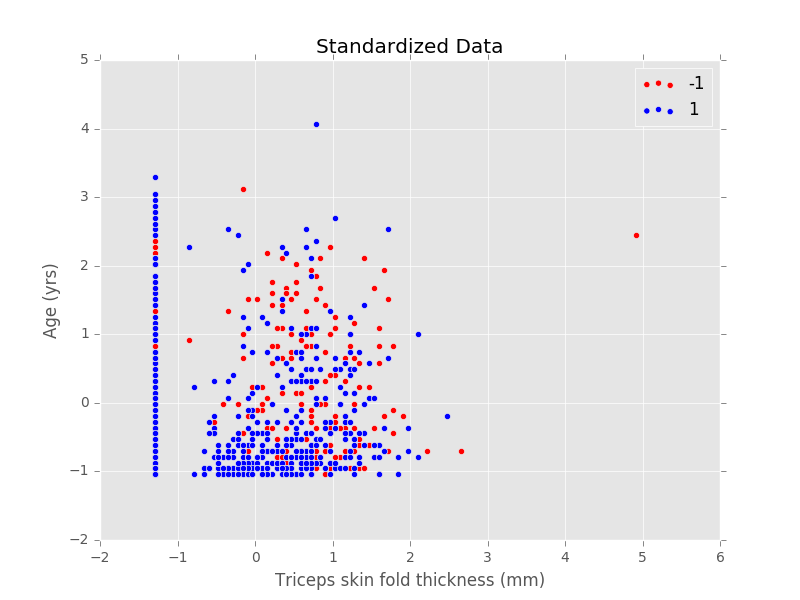 Standardized Data
-1
1
5
4
3
2
1
0
−1
−2
Age (yrs)
−2 −1 0 1 2 3 4 5 6
Triceps skin fold thickness (mm)